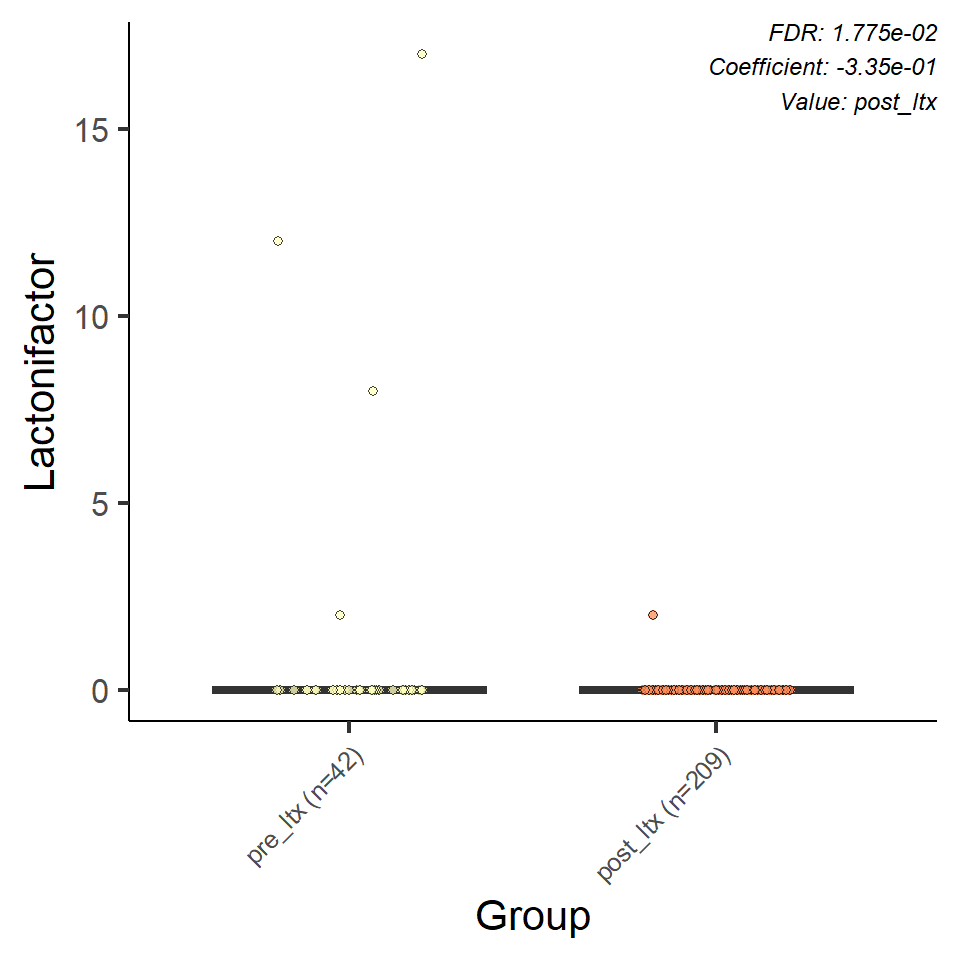 FDR: 1.775e-02
Coefficient: -3.35e-01
Value: post_ltx
Lactonifactor
15
10
5
0
pre_ltx (n=42)
post_ltx (n=209)
Group